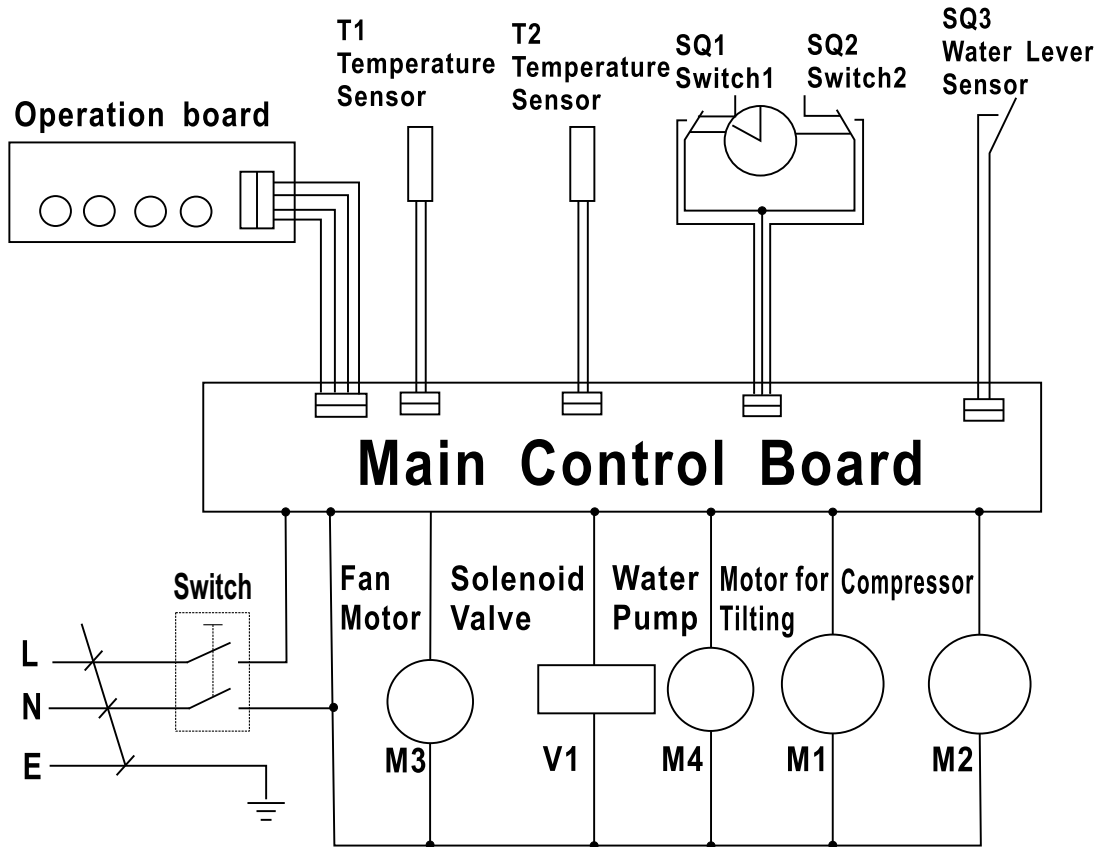 T1
Temperature
Sensor
T2
Temperature
Sensor
SQ1
Switch1
SQ2
Switch2
SQ3
Water Lever
Sensor
Operation board
Main Control Board
Switch
L
N
E
Fan
Motor
M3
Solenoid
Valve
V1
Water
Pump
M4
Motor for
Tilting
M1
Compressor
M2